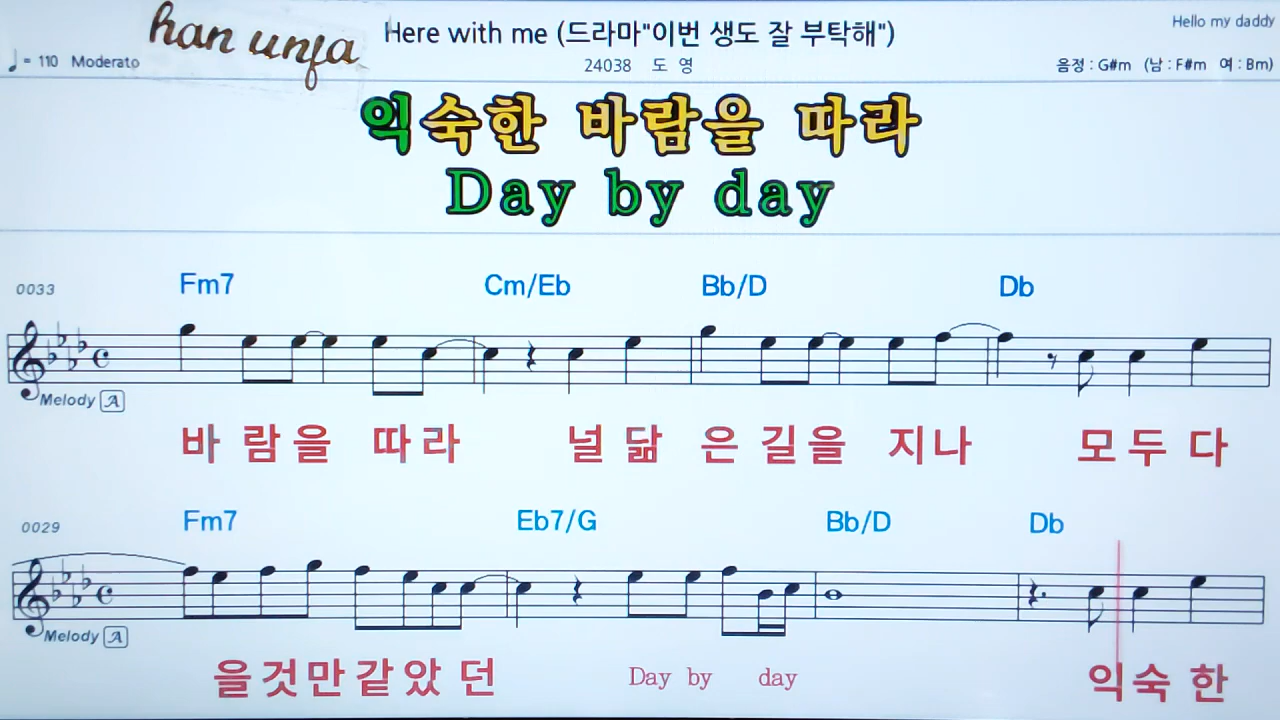 han unja
Here with me (드라마"이번 생도 잘 부탁해")
Hello my daddy
♩= 110 Moderato
24038 도 영
음정 : G#m (남 : F#m 여 : Bm)
익숙한 바람을 따라
Day by day
0033 Fm7 Cm/Eb Bb/D Db
Melody A
바 람 을 따 라 널 닮 은 길 을 지 나 모 두 다
0029 Fm7 Eb7/G Bb/D Db
Melody A
을 것 만 같 았 던 Day by day 익 숙 한